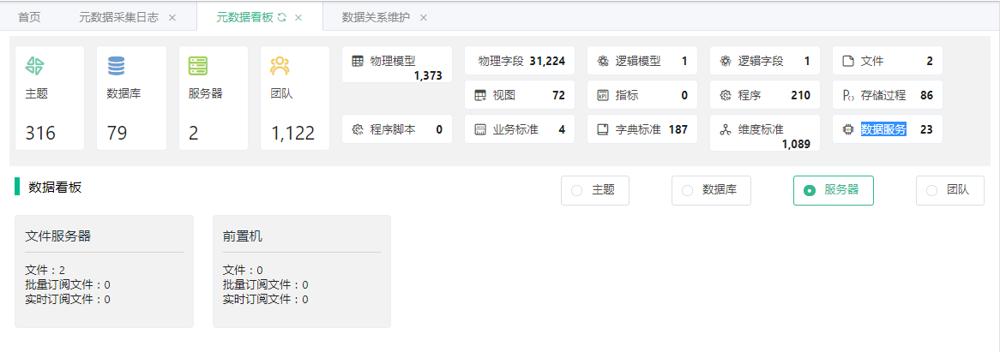 首页 元数据采集日志 元数据看板 数据关系维护
主题 数据库 服务器 团队
316 79 2 1,122
物理模型 1,373 物理字段 31,224 逻辑模型 1 逻辑字段 1 文件 2
视图 72 指标 0 程序 210 存储过程 86
程序脚本 0 业务标准 4 字典标准 187 维度标准 1,089 数据服务 23
数据看板 主题 数据库 服务器 团队
文件服务器
文件：2
批量订阅文件：0
实时订阅文件：0
前置机
文件：0
批量订阅文件：0
实时订阅文件：0